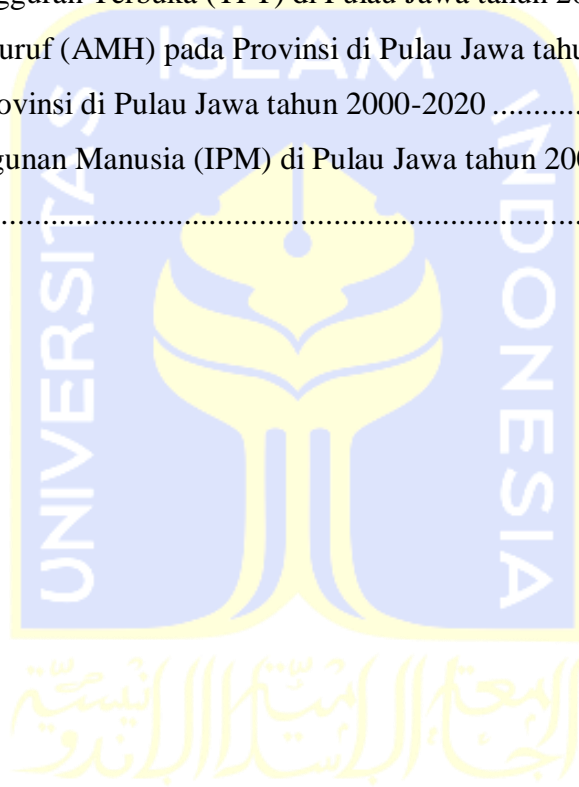 gguran Terbuka (TPT) di Pulau Jawa tahun 20
uruf (AMH) pada Provinsi di Pulau Jawa tahu
ovinsi di Pulau Jawa tahun 2000-2020 ............
gunan Manusia (IPM) di Pulau Jawa tahun 200
................................................................................
ISLAM
UNIVERSITAS
INDONESIA